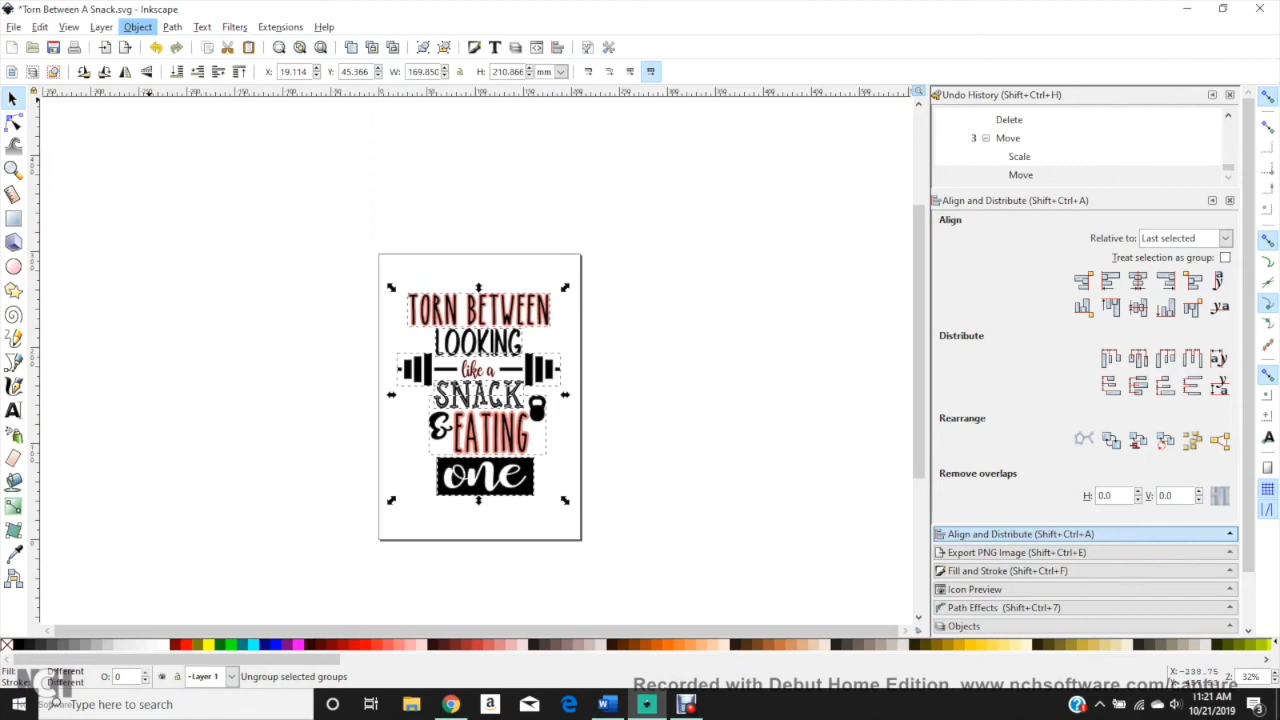 *Torn Between A Snack.svg - Inkscape
File Edit View Layer Object Path Text Filters Extensions Help
X: 19.114 Y: 45.366 W: 169.850 H: 210.866 mm
Undo History (Shift+Ctrl+H)
Delete
3 Move
Scale
Move
Align and Distribute (Shift+Ctrl+A)
Align
Relative to: Last selected
Treat selection as group:
Distribute
Rearrange
Remove overlaps
H: 0.0 V: 0.0
Align and Distribute (Shift+Ctrl+A)
Export PNG Image (Shift+Ctrl+E)
Fill and Stroke (Shift+Ctrl+F)
Icon Preview
Path Effects (Shift+Ctrl+7)
Objects
TORN BETWEEN
LOOKING
like a
SNACK
& EATING
one
Fill: Different
Stroke: Different
O: 0
-Layer 1
Ungroup selected groups
X: -238.75
Z: 32%
Recorded with Debut Home Edition. www.nchsoftware.com/capture
Type here to search
11:21 AM
10/21/2019